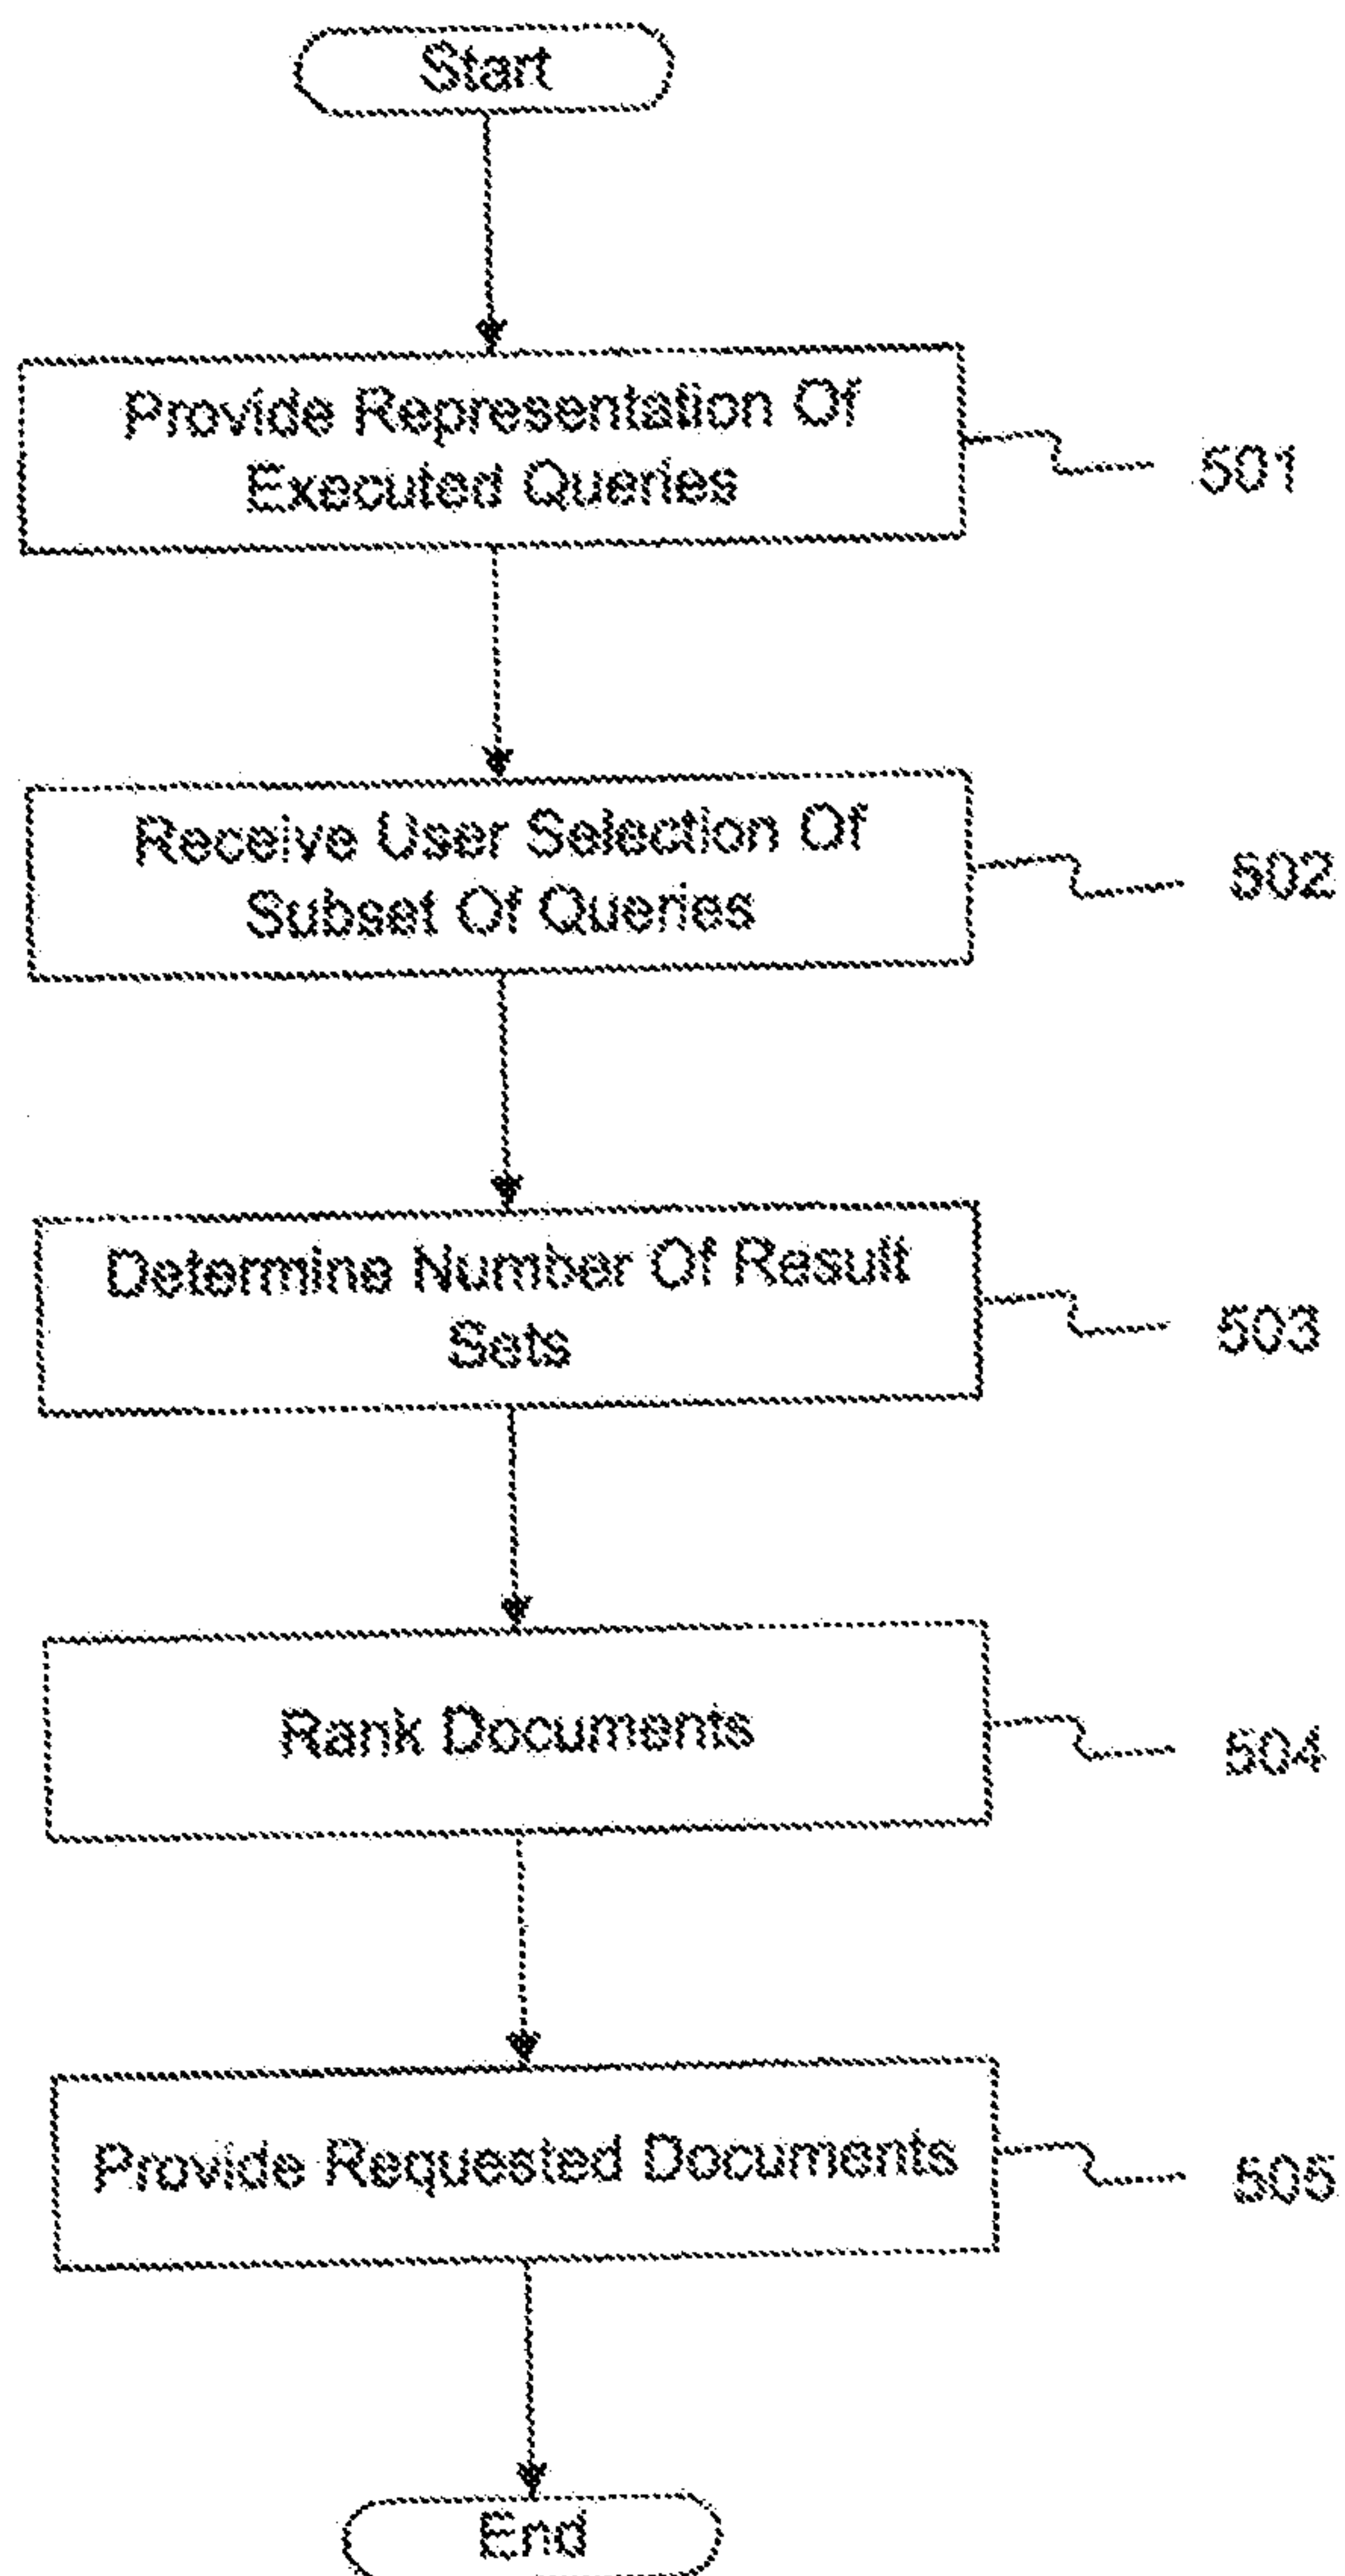 Start
Provide Representation Of
Executed Queries
501
Receive User Selection Of
Subset Of Queries
502
Determine Number Of Result
Sets
503
Rank Documents
504
Provide Requested Documents
505
End